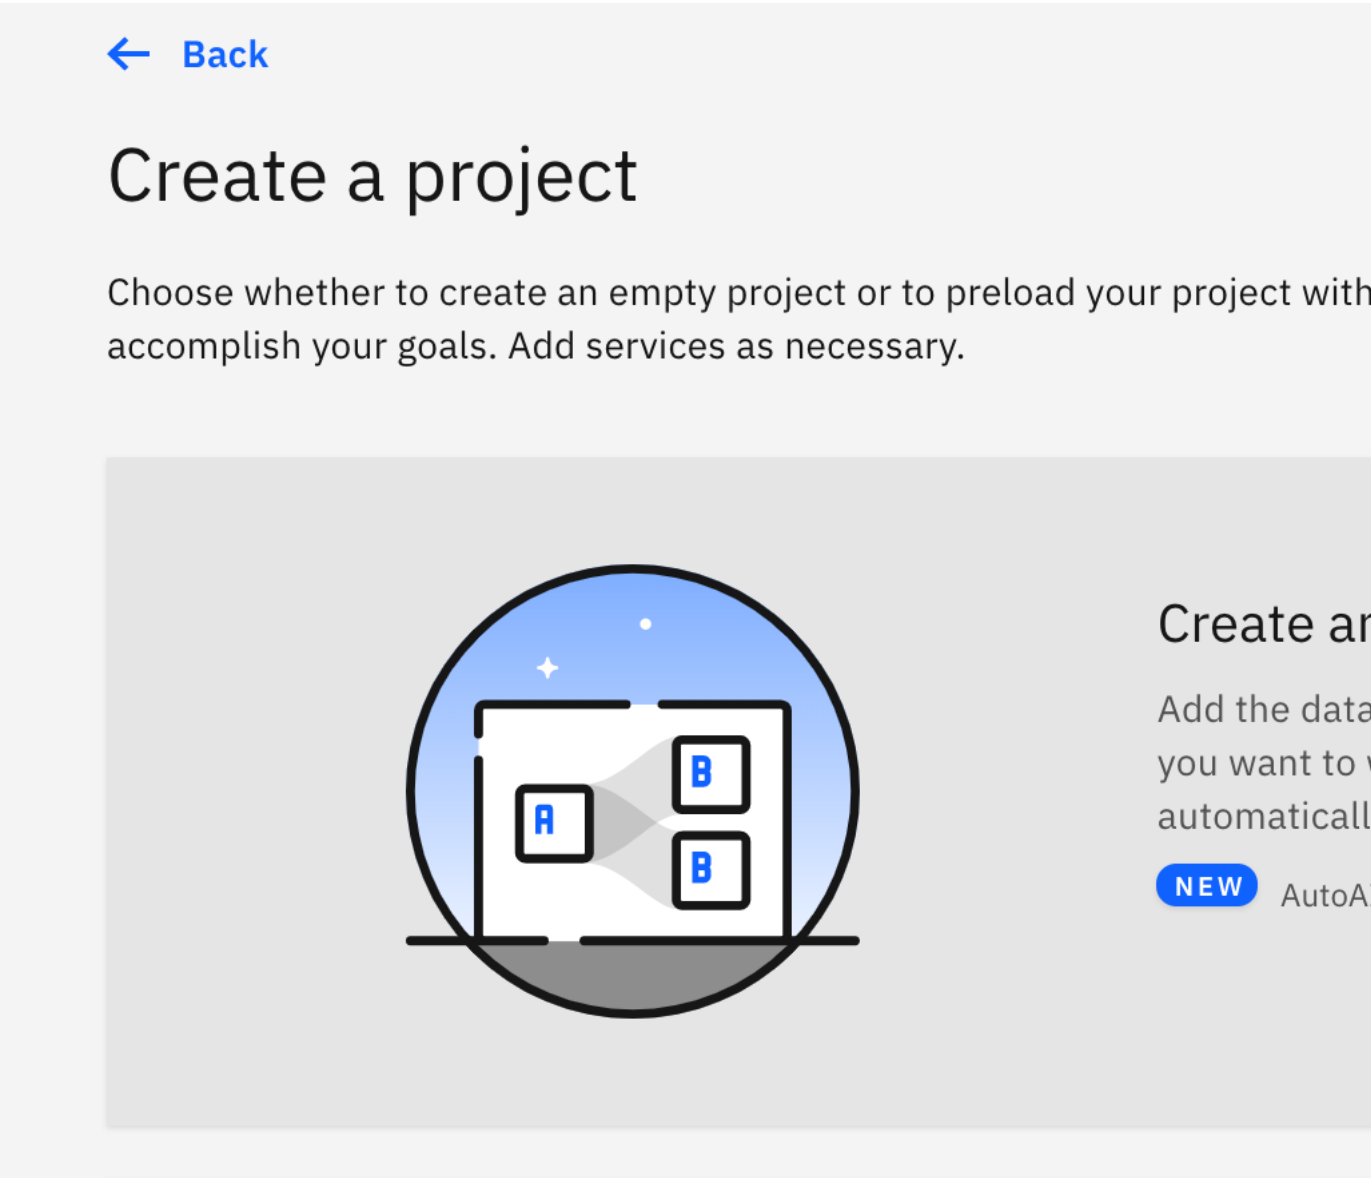 Back
Create a project
Choose whether to create an empty project or to preload your project with
accomplish your goals. Add services as necessary.
Create
Add the data
you want to
NEW
A
B
B